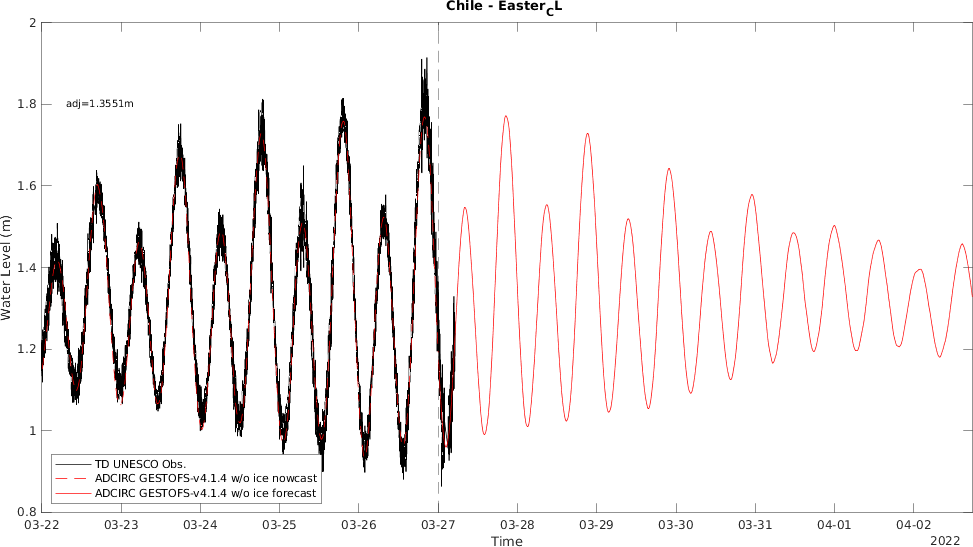 Chile - Easter_CL
2
1.8
1.6
1.4
1.2
1
0.8
Water Level (m)
adj=1.3551m
TD UNESCO Obs.
ADCIRC GESTOFS-v4.1.4 w/o ice nowcast
ADCIRC GESTOFS-v4.1.4 w/o ice forecast
03-22 03-23 03-24 03-25 03-26 03-27 03-28 03-29 03-30 03-31 04-01 04-02
Time
2022